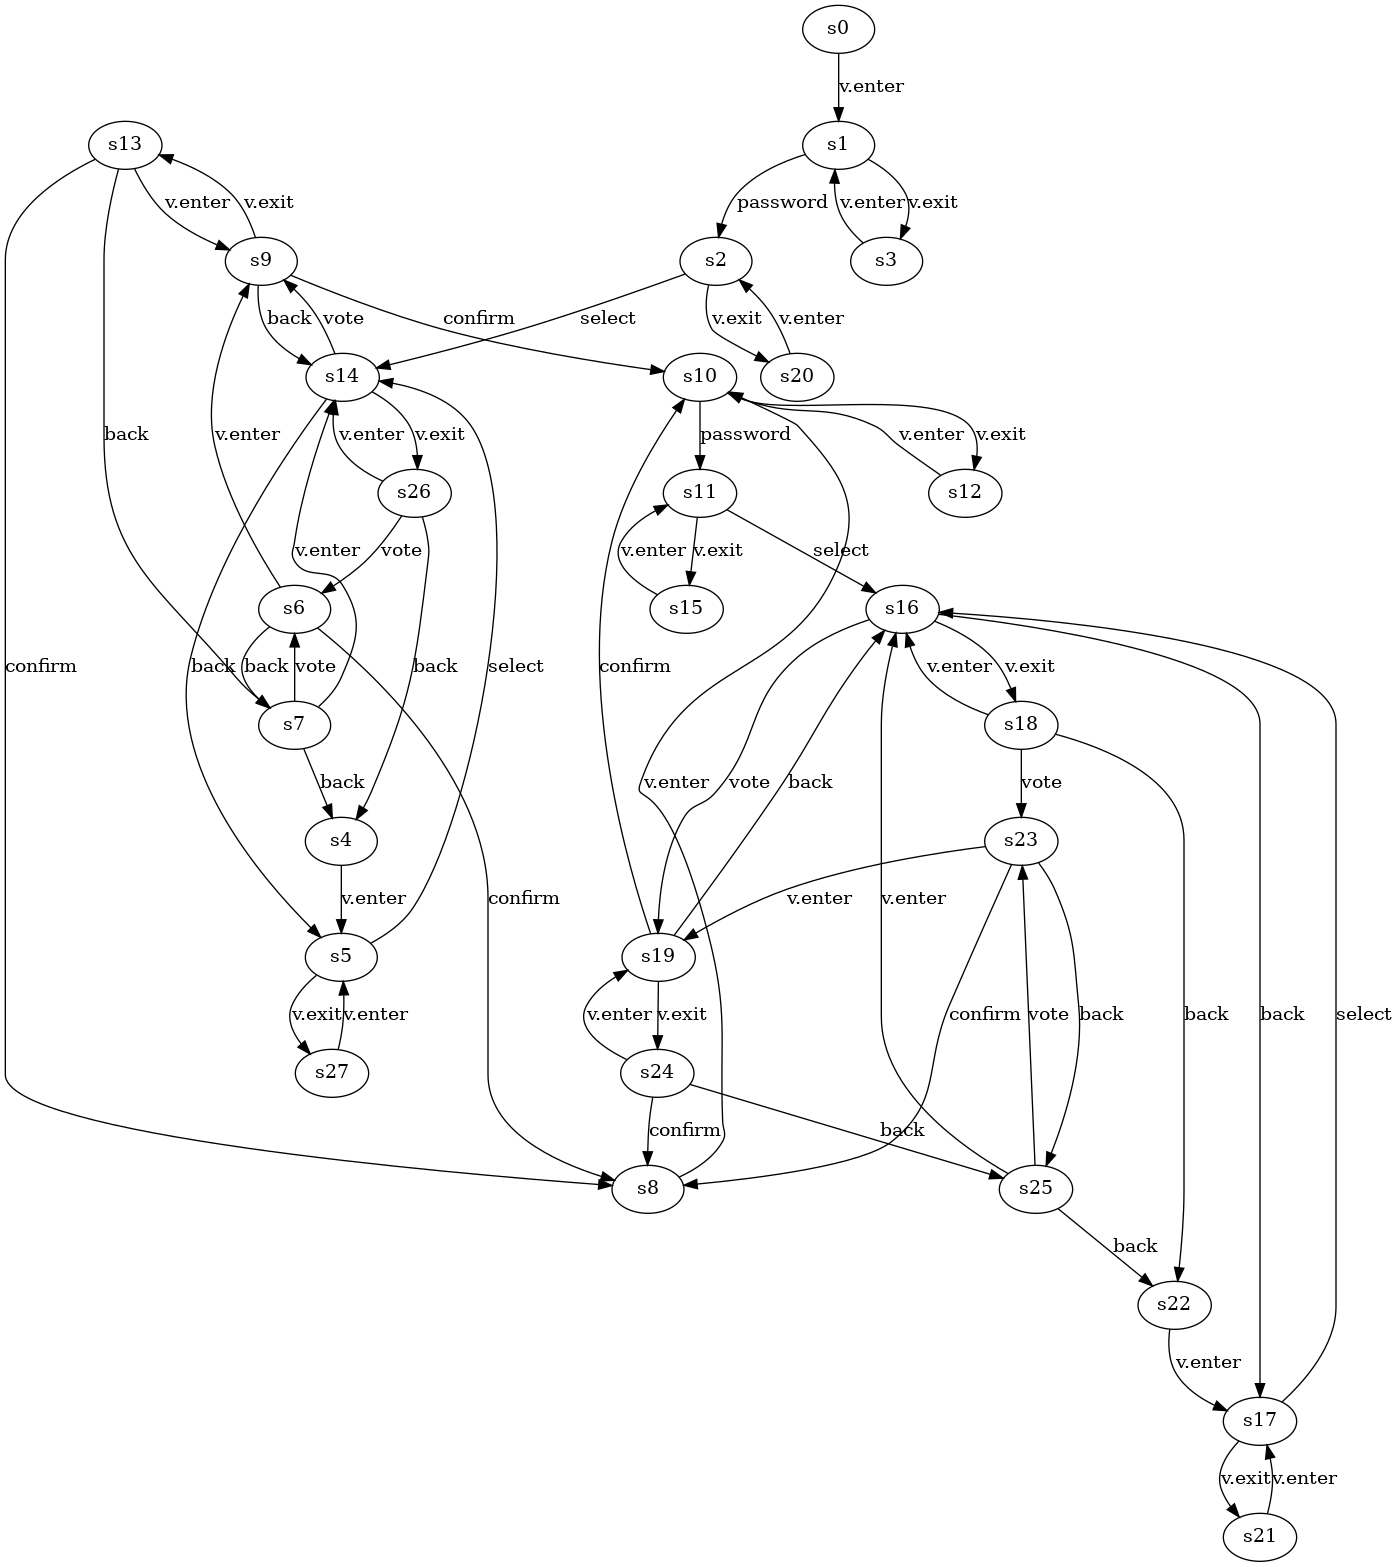 s0
v.enter
s13
s1
v.enter
v.exit
password
v.enter
v.exit
s9
s2
s3
back
vote
confirm
select
v.exit
v.enter
s14
s10
s20
back
v.enter
v.enter
v.exit
password
v.enter
v.exit
s26
s11
s12
v.enter
vote
v.enter
v.exit
select
s6
s15
s16
confirm
back
vote
back
back
select
confirm
v.enter
v.exit
s7
s18
back
v.enter
vote
back
vote
s4
s23
v.enter
confirm
v.enter
v.enter
s5
s19
v.exit
v.enter
v.enter
v.exit
confirm
vote
back
back
back
select
s27
s24
confirm
back
s8
s25
back
s22
v.enter
s17
v.exit
v.enter
s21